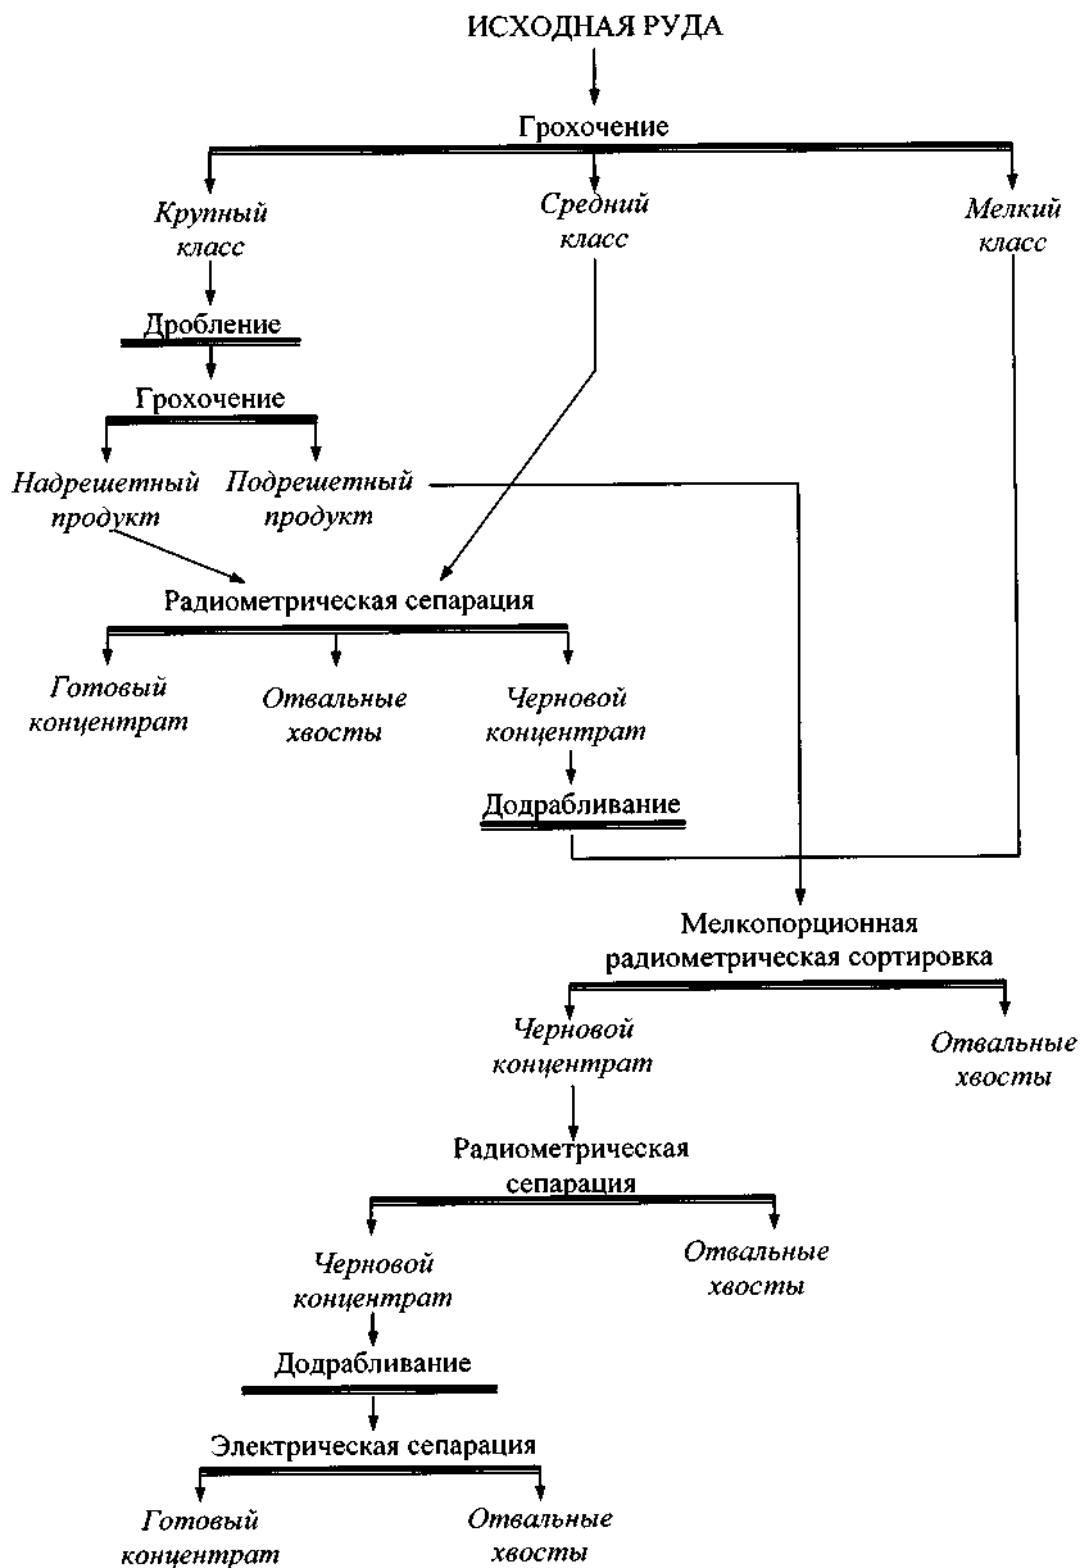 ИСХОДНАЯ РУДА
Грохочение
Крупный
класс
Средний
класс
Мелкий
класс
Дробление
Грохочение
Надрешетный
продукт
Подрешетный
продукт
Радиометрическая сепарация
Готовый
концентрат
Отвальные
хвосты
Черновой
концентрат
Додрабливание
Мелкопорционная
радиометрическая сортировка
Черновой
концентрат
Отвальные
хвосты
Радиометрическая
сепарация
Черновой
концентрат
Отвальные
хвосты
Додрабливание
Электрическая сепарация
Готовый
концентрат
Отвальные
хвосты